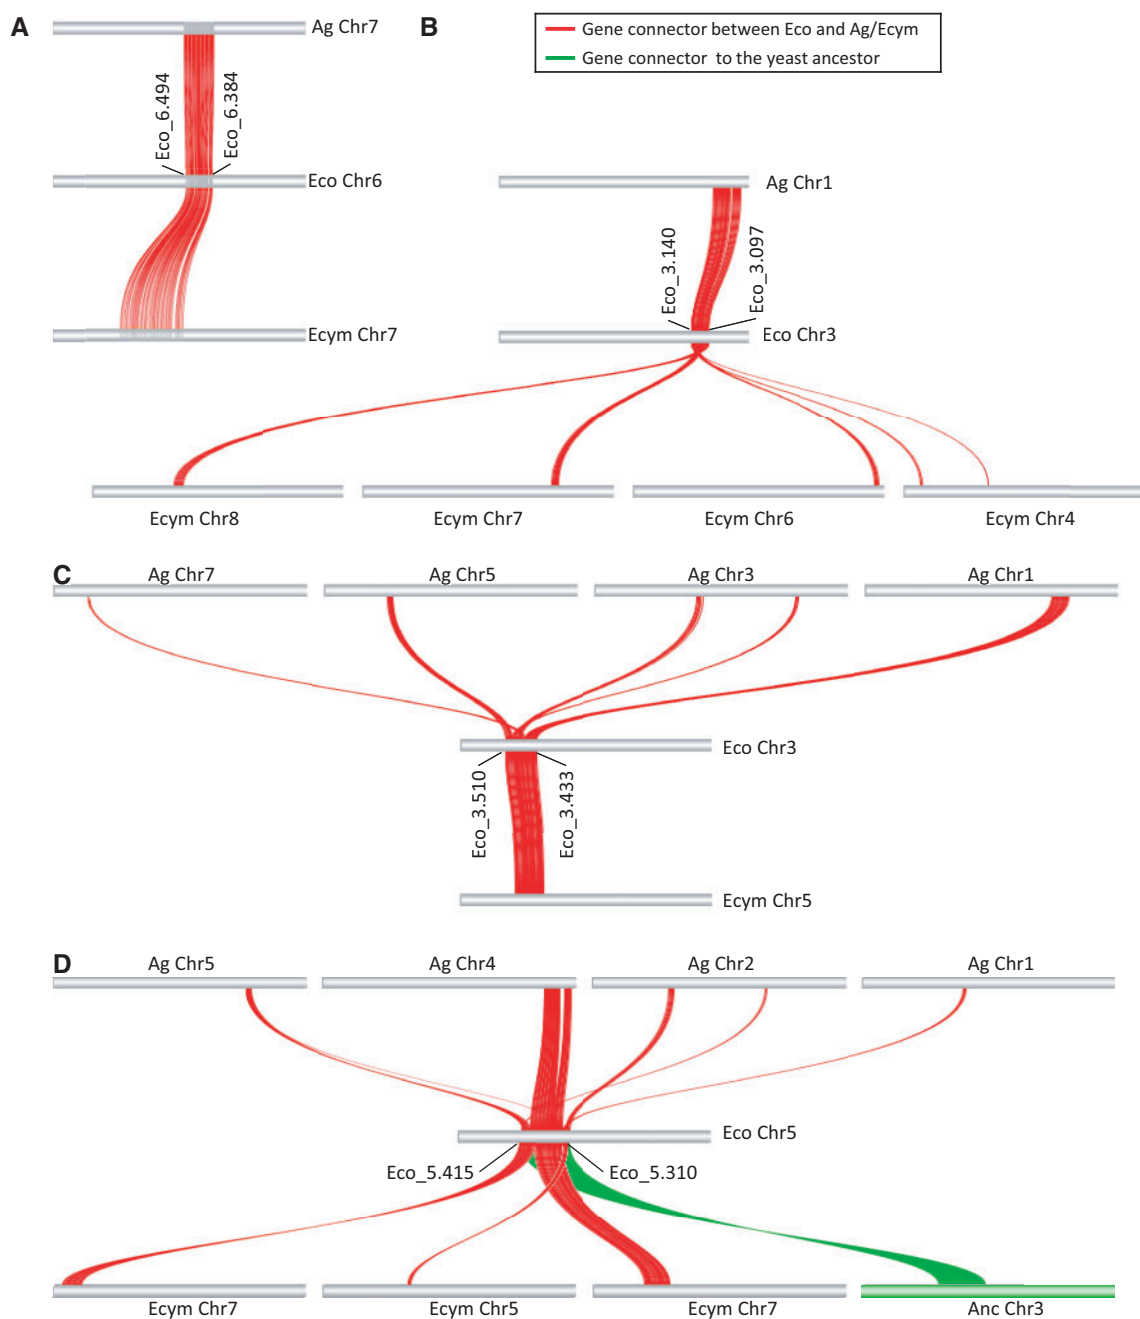 A
Ag Chr7
B
Gene connector between Eco and Ag/Ecym
Gene connector to the yeast ancestor
Eco_6.494
Eco_6.384
Eco Chr6
Ag Chr1
Eco_3.140
Eco_3.097
Ecym Chr7
Eco Chr3
Ecym Chr8
Ecym Chr7
Ecym Chr6
Ecym Chr4
C
Ag Chr7
Ag Chr5
Ag Chr3
Ag Chr1
Eco Chr3
Eco_3.510
Eco_3.433
Ecym Chr5
D
Ag Chr5
Ag Chr4
Ag Chr2
Ag Chr1
Eco Chr5
Eco_5.415
Eco_5.310
Ecym Chr7
Ecym Chr5
Ecym Chr7
Anc Chr3